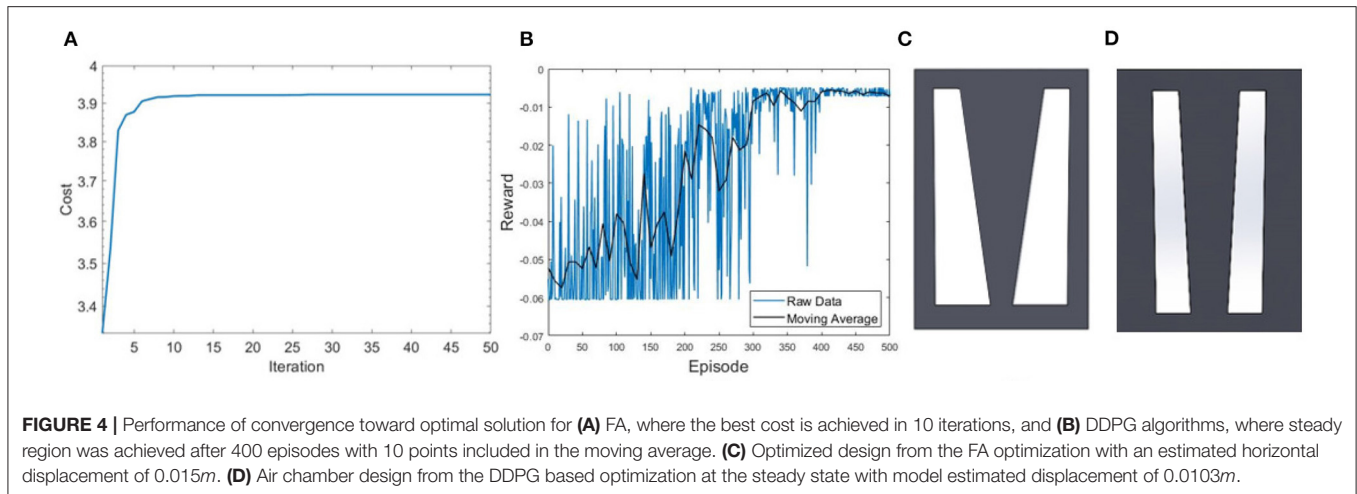 A
B
C
D
4
3.9
3.8
3.7
3.6
3.5
3.4
Cost
5 10 15 20 25 30 35 40 45 50
Iteration
0
-0.01
-0.02
-0.03
-0.04
-0.05
-0.06
-0.07
Reward
0 50 100 150 200 250 300 350 400 450 500
Episode
Raw Data
Moving Average
FIGURE 4 | Performance of convergence toward optimal solution for (A) FA, where the best cost is achieved in 10 iterations, and (B) DDPG algorithms, where steady
region was achieved after 400 episodes with 10 points included in the moving average. (C) Optimized design from the FA optimization with an estimated horizontal
displacement of 0.015m. (D) Air chamber design from the DDPG based optimization at the steady state with model estimated displacement of 0.0103m.